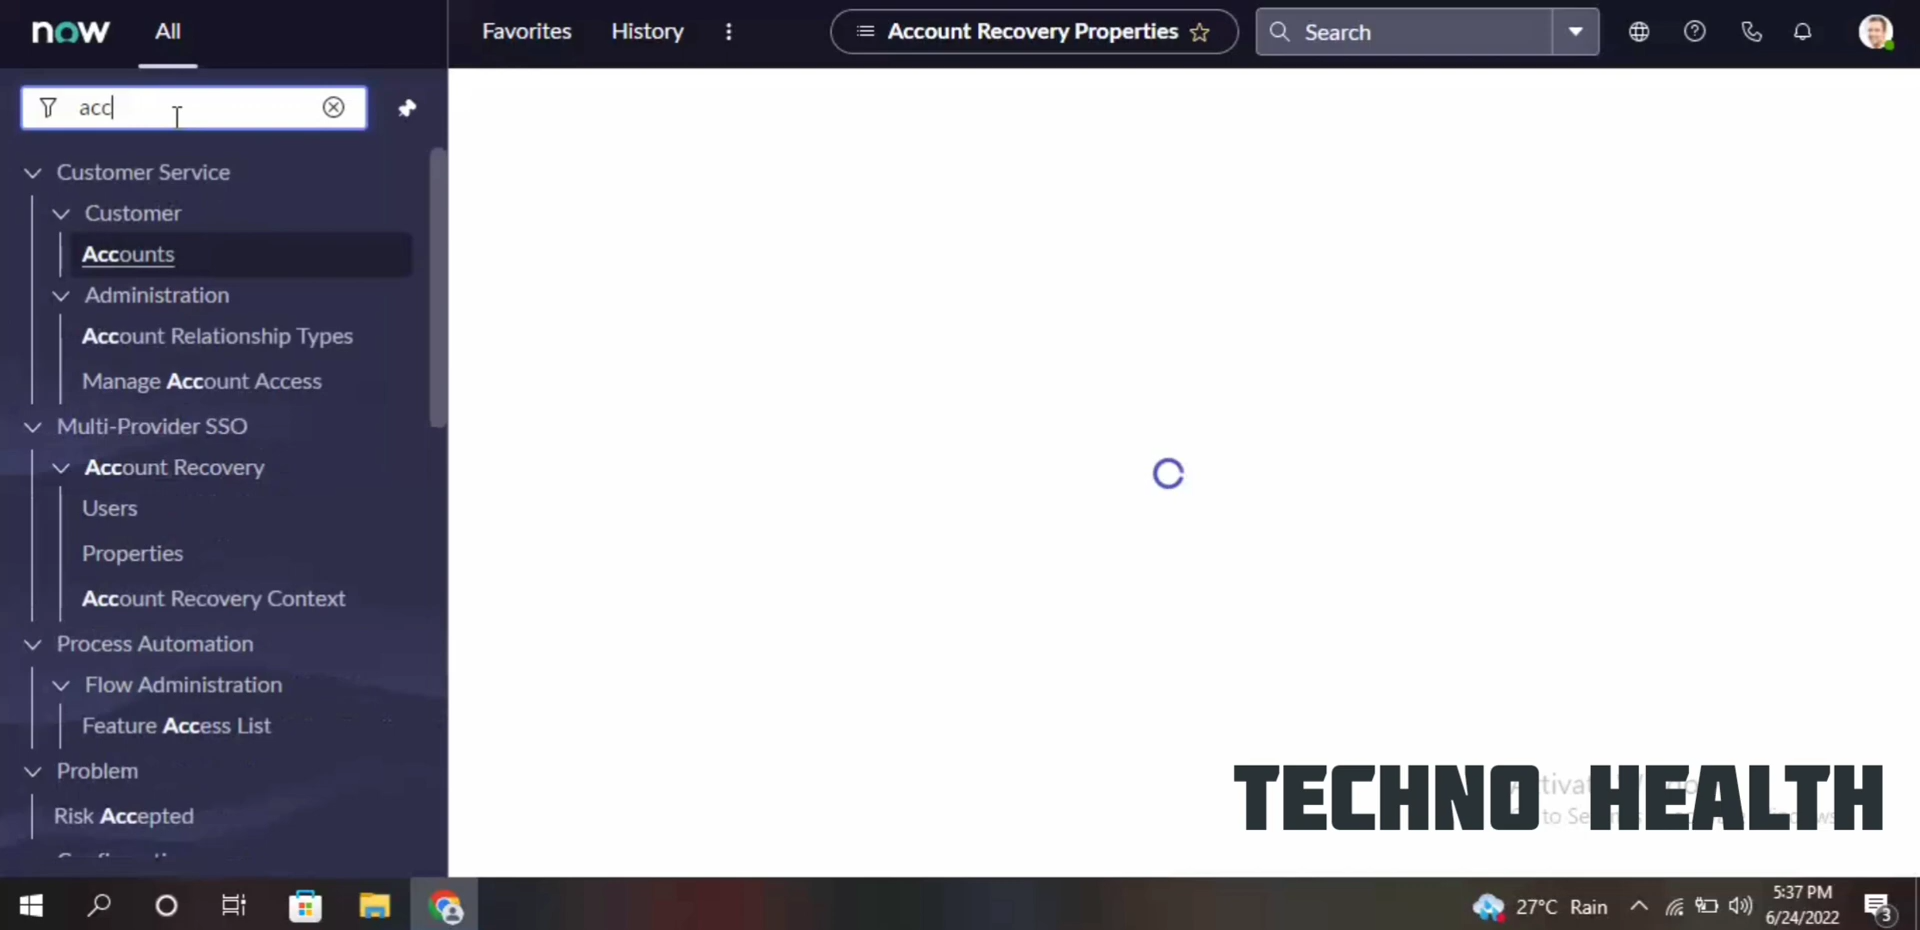 now All Favorites History Account Recovery Properties Search
acc
Customer Service
Customer
Accounts
Administration
Account Relationship Types
Manage Account Access
Multi-Provider SSO
Account Recovery
Users
Properties
Account Recovery Context
Process Automation
Flow Administration
Feature Access List
Problem
Risk Accepted
TECHNO HEALTH
27°C Rain
5:37 PM
6/24/2022
3